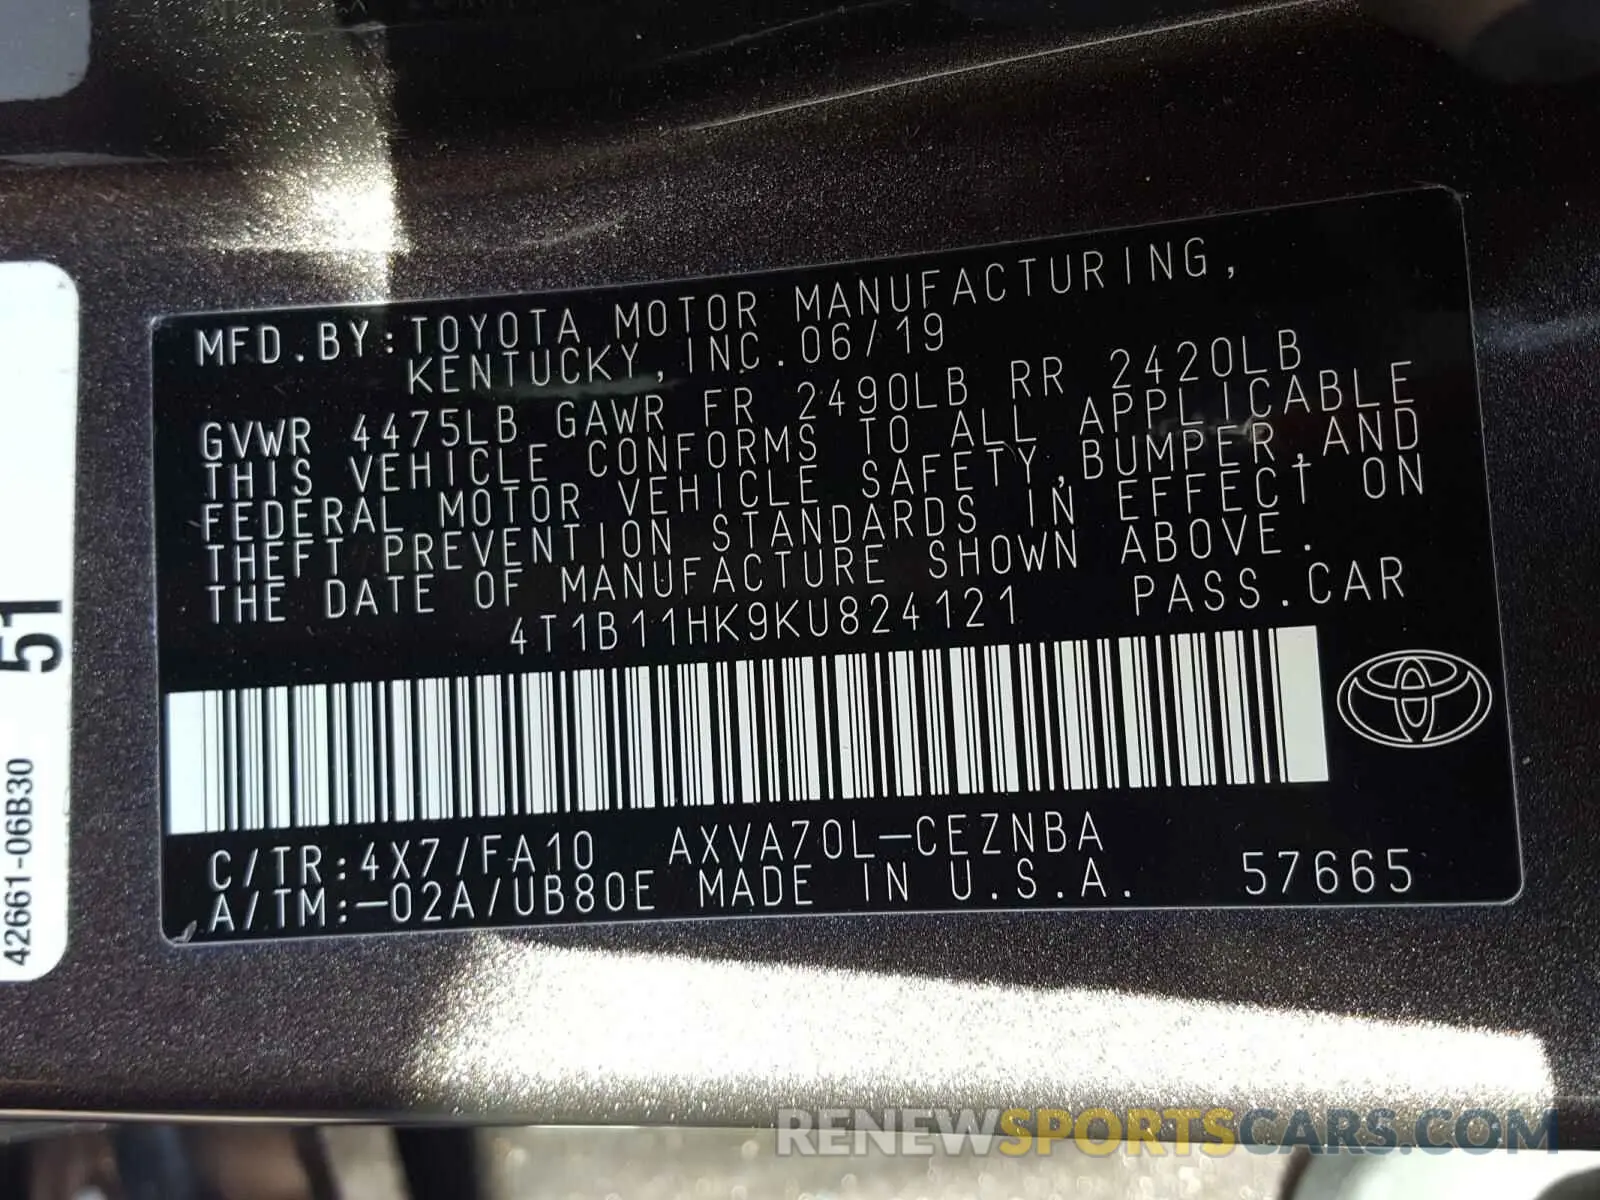 MFD.BY:TOYOTA MOTOR MANUFACTURING,
KENTUCKY,INC.06/19
GVWR 4475LB GAWR FR 2490LB RR 2420LB
THIS VEHICLE CONFORMS TO ALL APPLICABLE
FEDERAL MOTOR VEHICLE SAFETY,BUMPER,AND
THEFT PREVENTION STANDARDS IN EFFECT ON
THE DATE OF MANUFACTURE SHOWN ABOVE.
4T1B11HK9KU824121 PASS.CAR
C/TR:4X7/FA10 AXVA70L-CEZNBA
A/TM:-02A/UB80E MADE IN U.S.A. 57665
51
42661-06B30
RENEWSPORTSCARS.COM